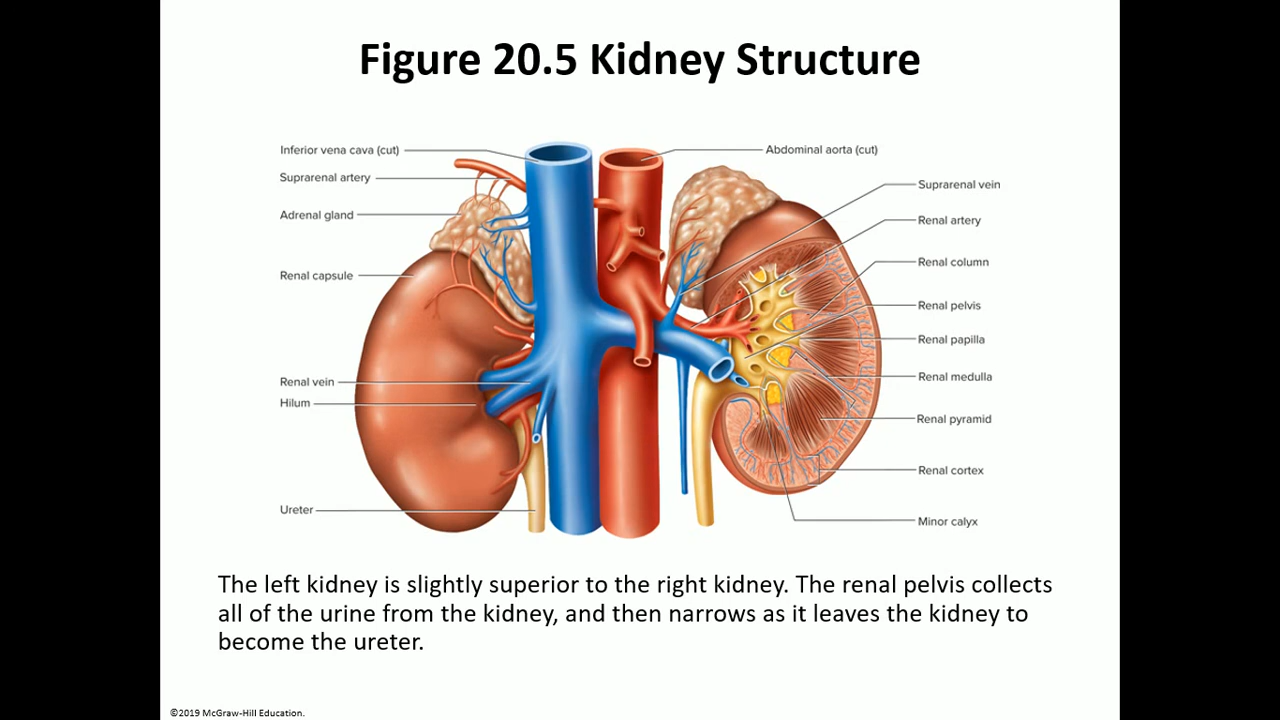 Figure 20.5 Kidney Structure
Inferior vena cava (cut)
Suprarenal artery
Adrenal gland
Renal capsule
Renal vein
Hilum
Ureter
Abdominal aorta (cut)
Suprarenal vein
Renal artery
Renal column
Renal pelvis
Renal papilla
Renal medulla
Renal pyramid
Renal cortex
Minor calyx
The left kidney is slightly superior to the right kidney. The renal pelvis collects
all of the urine from the kidney, and then narrows as it leaves the kidney to
become the ureter.
©2019 McGraw-Hill Education.